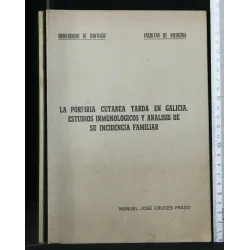 UNIVERSIDAD DE SANTIAGO FACULTAD DE MEDICINA
LA PORFIRIA CUTANEA TARDA EN GALICIA.
ESTUDIOS INMUNOLOGICOS Y ANALISIS DE
SU INCIDENCIA FAMILIAR
MANUEL JOSE CRUCES PRADO